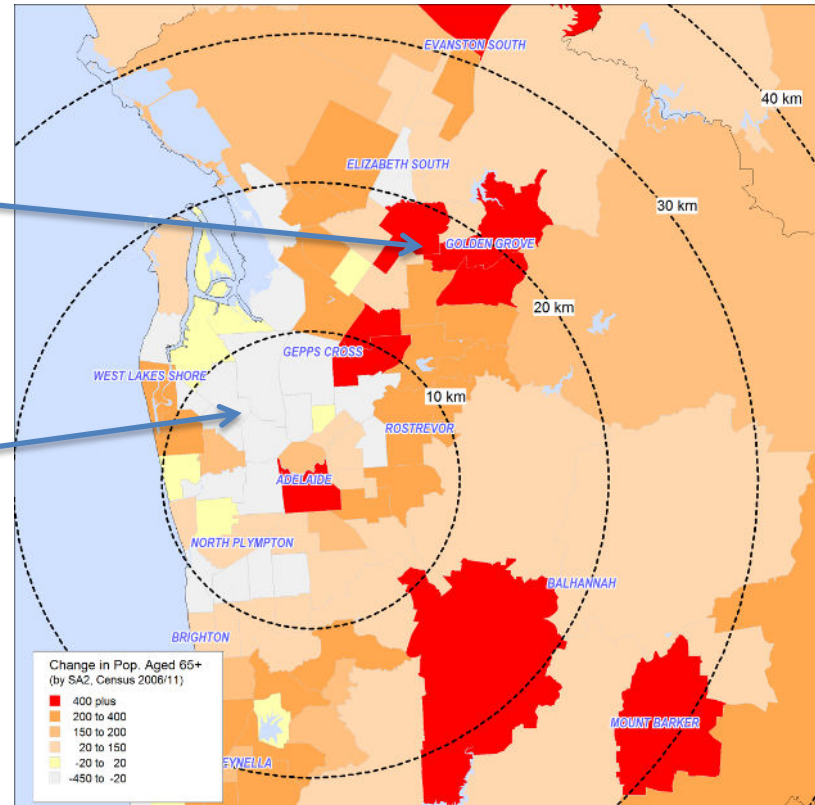 EVANSTON SOUTH
40 km
ELIZABETH SOUTH
30 km
GOLDEN GROVE
20 km
GEPPS CROSS
WEST LAKES SHORE
10 km
ROSTREVOR
ADELAIDE
NORTH PLYMPTON
BALHANNAH
BRIGHTON
Change in Pop. Aged 65+
(by SA2, Census 2006/11)
400 plus
200 to 400
150 to 200
20 to 150
-20 to 20
-450 to -20
MOUNT BARKER
EYNELLA